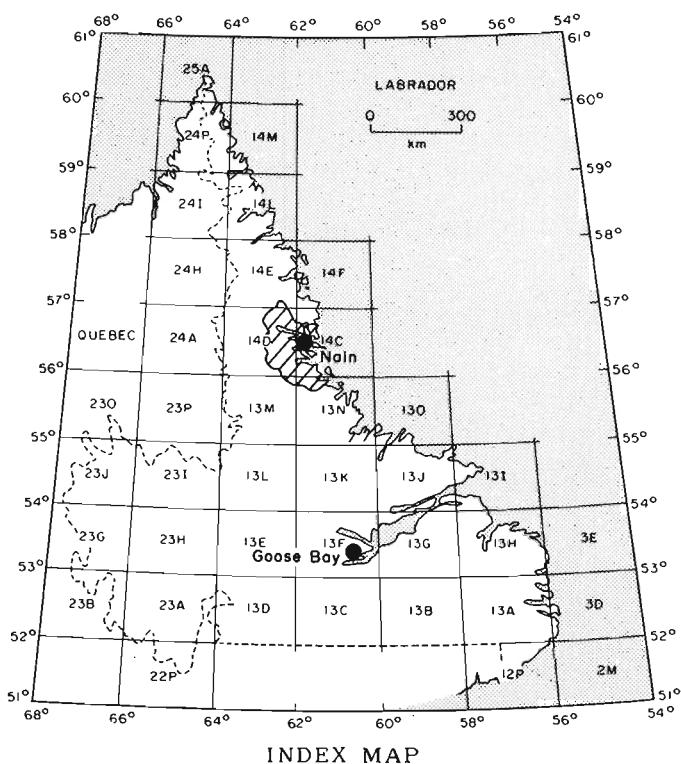 68° 66° 64° 62° 60° 58° 56° 54°
61° 61°
25A
LABRADOR
60° 60°
0 300
km
24P 14M
59° 59°
24I 14L
58° 58°
24H 14E 14F
57° 57°
QUEBEC 24A 14D 14C
Nain
56° 56°
23O 23P 13M 13N 13O
55° 55°
23J 23I 13L 13K 13J 13I
54° 54°
23G 23H 13E 13F 13G 13H 3E
Goose Bay
53° 53°
23B 23A 13D 13C 13B 13A 3D
52° 52°
22P 12P 2M
51° 51°
68° 66° 64° 62° 60° 58° 56° 54°
INDEX MAP